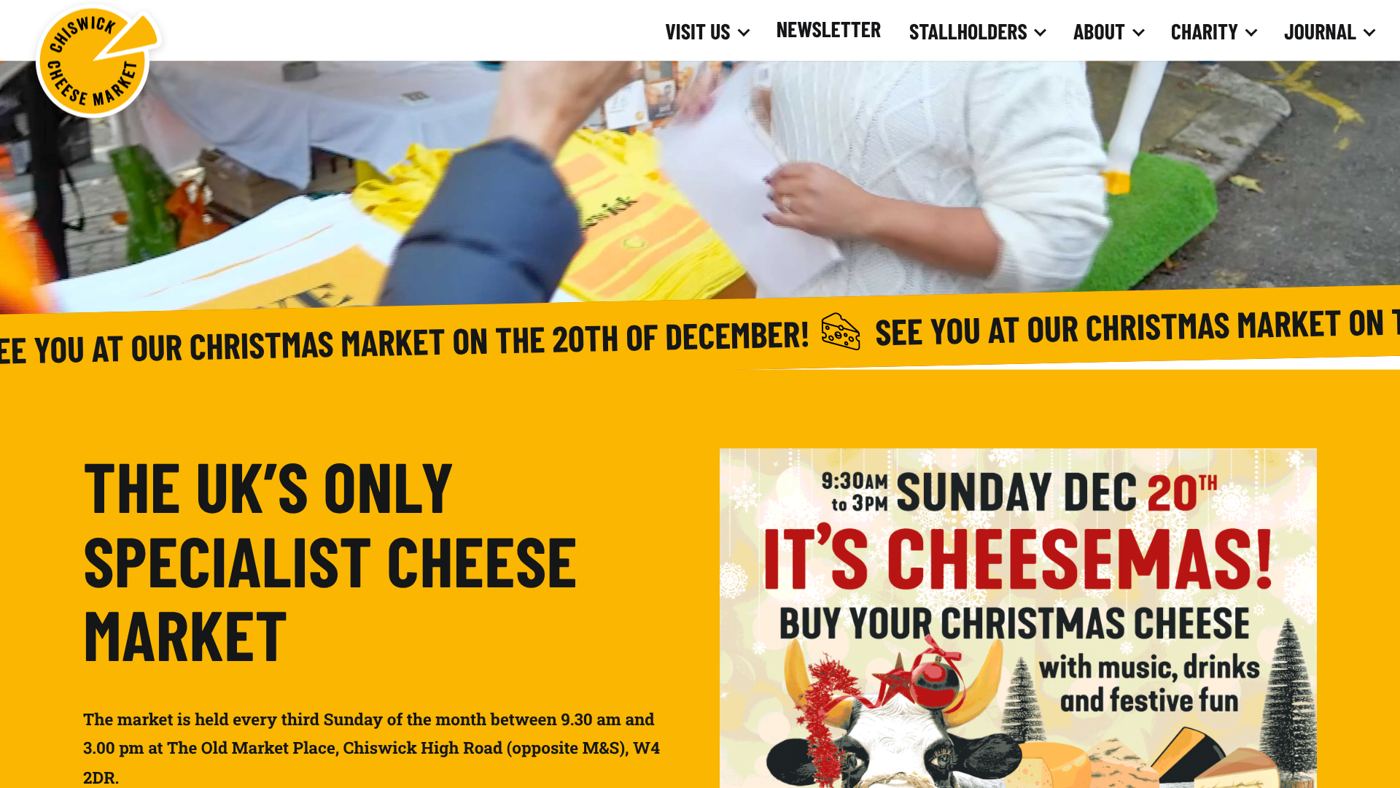 CHISWICK
CHEESE MARKET
VISIT US NEWSLETTER STALLHOLDERS ABOUT CHARITY JOURNAL
EE YOU AT OUR CHRISTMAS MARKET ON THE 20TH OF DECEMBER! SEE YOU AT OUR CHRISTMAS MARKET ON T
THE UK’S ONLY
SPECIALIST CHEESE
MARKET
The market is held every third Sunday of the month between 9.30 am and
3.00 pm at The Old Market Place, Chiswick High Road (opposite M&S), W4
2DR.
9:30AM
to 3PM SUNDAY DEC 20TH
IT’S CHEESEMAS!
BUY YOUR CHRISTMAS CHEESE
with music, drinks
and festive fun